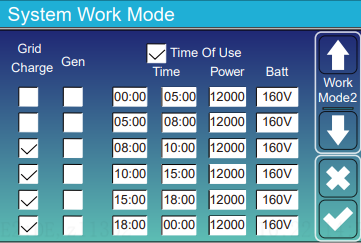 System Work Mode
Grid Charge Gen Time Of Use
Time Power Batt
00:00 05:00 12000 160V
05:00 08:00 12000 160V
08:00 10:00 12000 160V
10:00 15:00 12000 160V
15:00 18:00 12000 160V
18:00 00:00 12000 160V
Work
Mode2